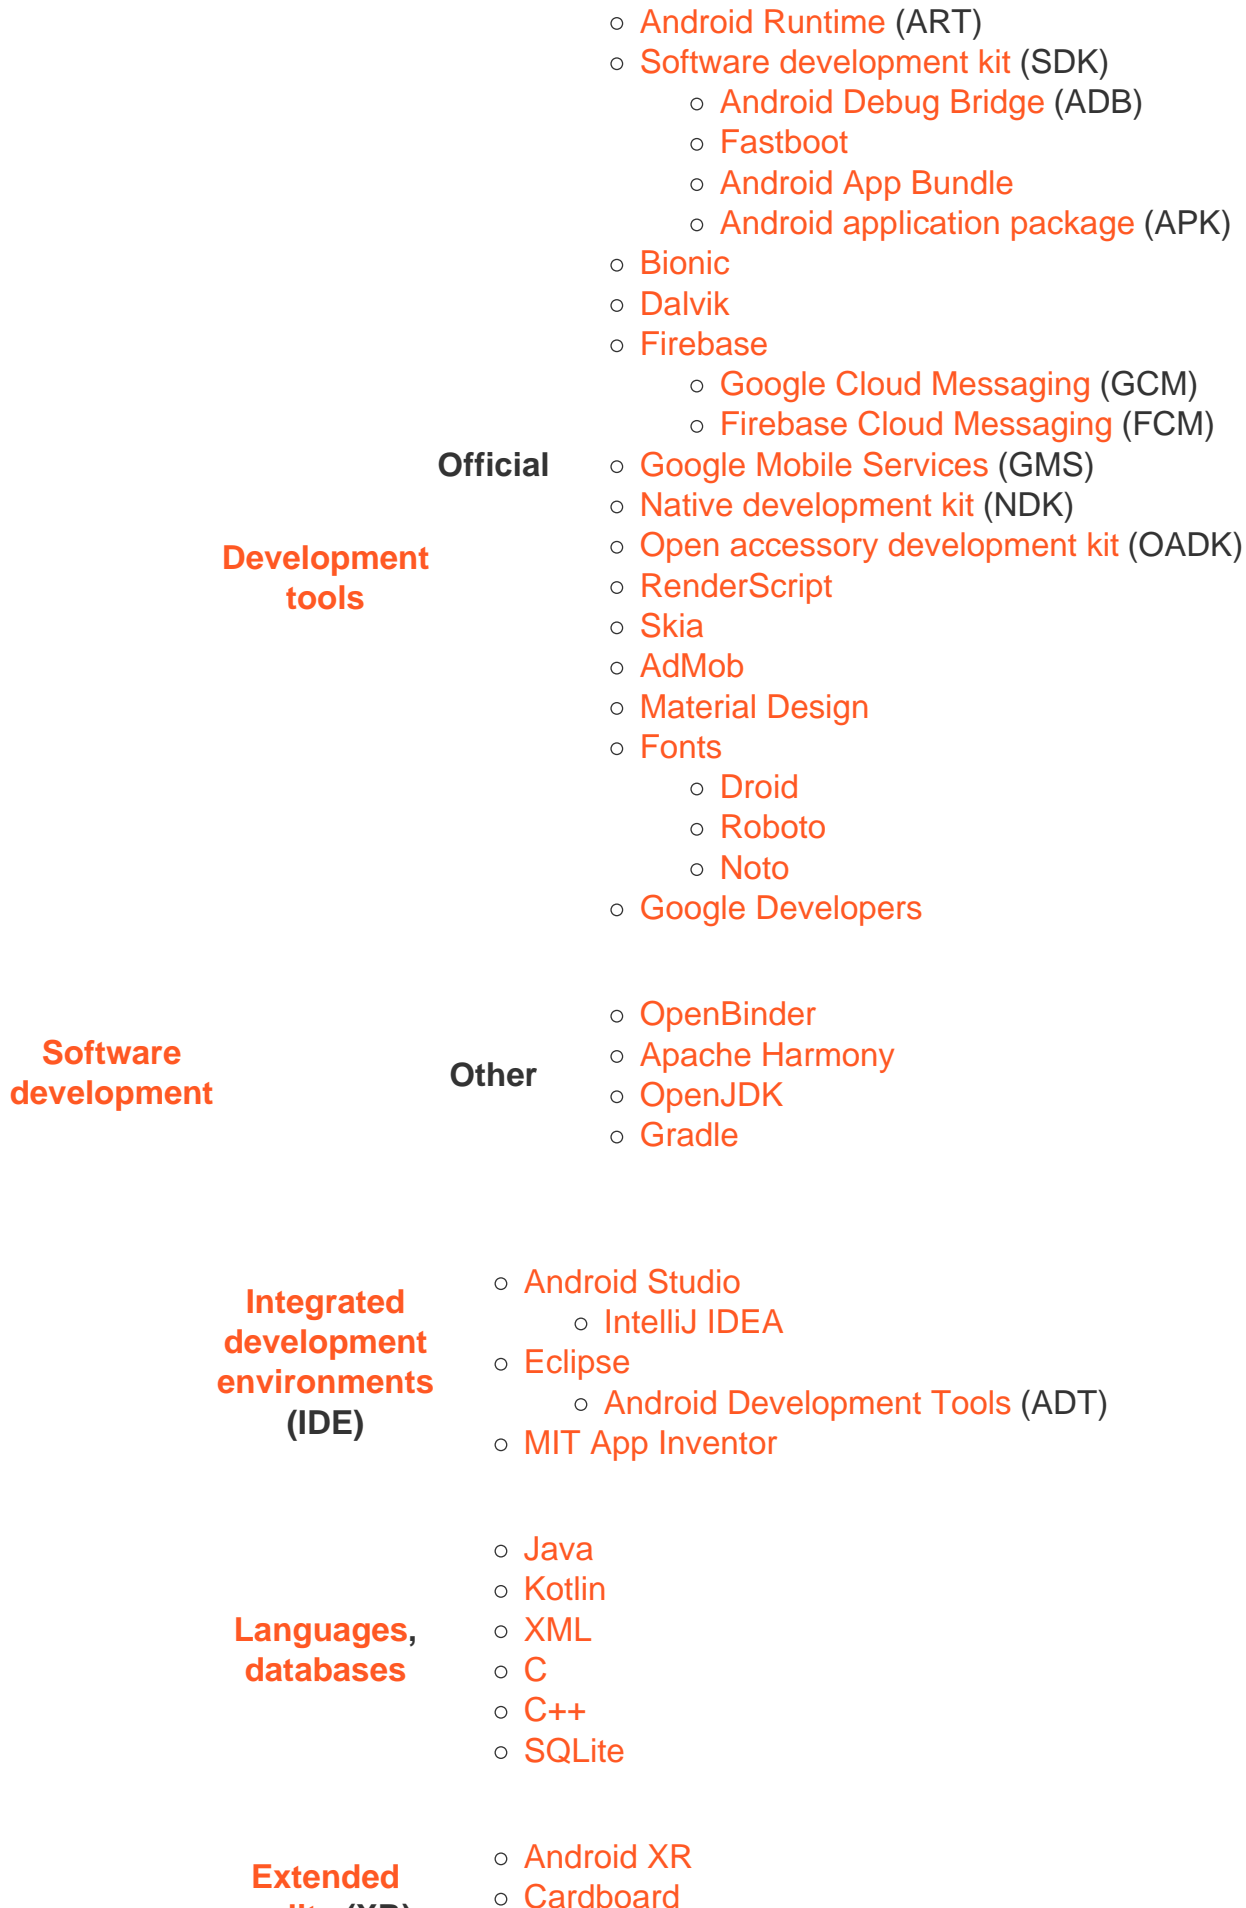 Software
development
Development
tools
Official
Android Runtime (ART)
Software development kit (SDK)
Android Debug Bridge (ADB)
Fastboot
Android App Bundle
Android application package (APK)
Bionic
Dalvik
Firebase
Google Cloud Messaging (GCM)
Firebase Cloud Messaging (FCM)
Google Mobile Services (GMS)
Native development kit (NDK)
Open accessory development kit (OADK)
RenderScript
Skia
AdMob
Material Design
Fonts
Droid
Roboto
Noto
Google Developers
Other
OpenBinder
Apache Harmony
OpenJDK
Gradle
Integrated
development
environments
(IDE)
Android Studio
IntelliJ IDEA
Eclipse
Android Development Tools (ADT)
MIT App Inventor
Languages,
databases
Java
Kotlin
XML
C
C++
SQLite
Extended
(XR)
Android XR
Cardboard